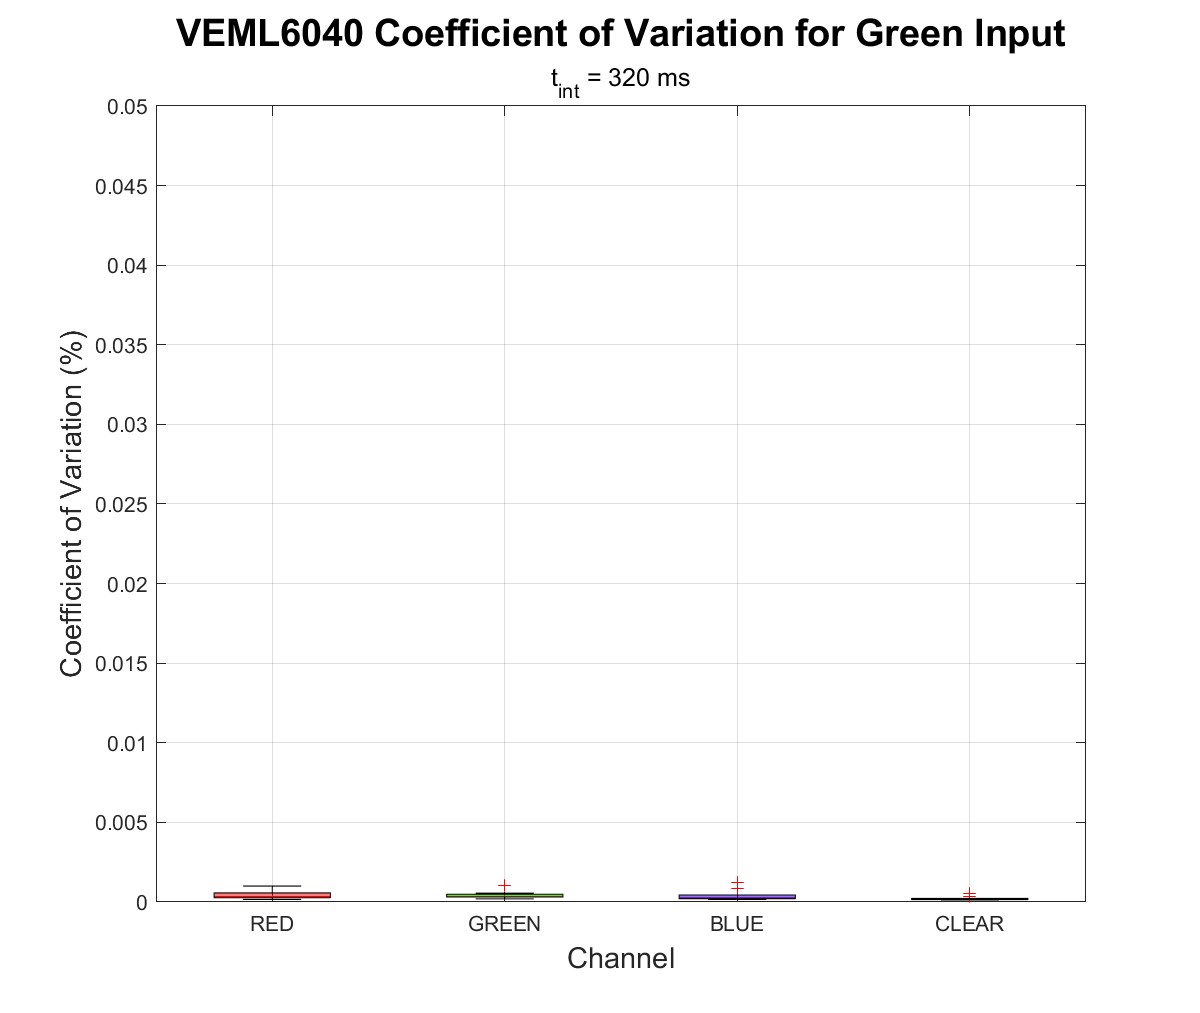 VEML6040 Coefficient of Variation for Green Input
t_int = 320 ms
0.05
0.045
0.04
0.035
0.03
0.025
0.02
0.015
0.01
0.005
0
Coefficient of Variation (%)
RED GREEN BLUE CLEAR
Channel